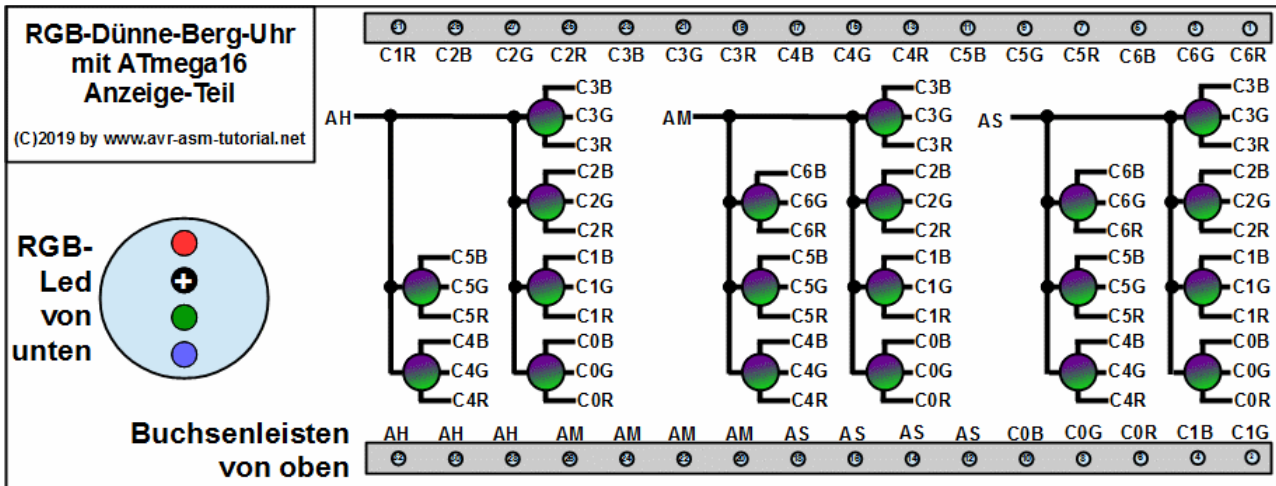 RGB-Dünne-Berg-Uhr
mit ATmega16
Anzeige-Teil
(C)2019 by www.avr-asm-tutorial.net
C1R C2B C2G C2R C3B C3G C3R C4B C4G C4R C5B C5G C5R C6B C6G C6R
AH
C3B
C3G
C3R
C2B
C2G
C2R
C5B
C5G
C5R
C1B
C1G
C1R
C4B
C4G
C4R
C0B
C0G
C0R
AM
C3B
C3G
C3R
C6B
C6G
C6R
C2B
C2G
C2R
C5B
C5G
C5R
C1B
C1G
C1R
C4B
C4G
C4R
C0B
C0G
C0R
AS
C3B
C3G
C3R
C6B
C6G
C6R
C2B
C2G
C2R
C5B
C5G
C5R
C1B
C1G
C1R
C4B
C4G
C4R
C0B
C0G
C0R
RGB-
Led
von
unten
+
Buchsenleisten
von oben
AH AH AH AM AM AM AM AS AS AS AS C0B C0G C0R C1B C1G